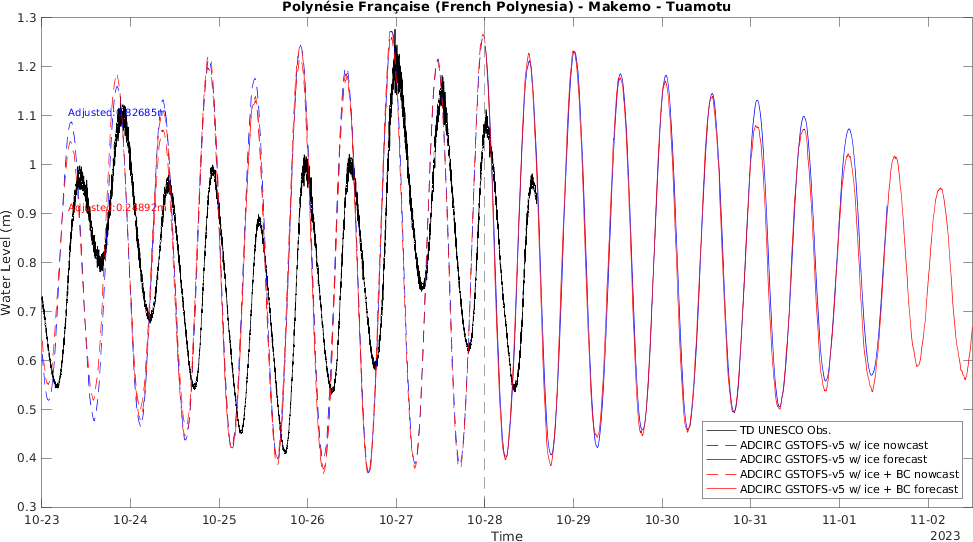 Polynésie Française (French Polynesia) - Makemo - Tuamotu
1.3
1.2
1.1
1
0.9
0.8
0.7
0.6
0.5
0.4
0.3
Water Level (m)
Adjusted:0.24892m
TD UNESCO Obs.
ADCIRC GSTOFS-v5 w/ ice nowcast
ADCIRC GSTOFS-v5 w/ ice forecast
ADCIRC GSTOFS-v5 w/ ice + BC nowcast
ADCIRC GSTOFS-v5 w/ ice + BC forecast
10-23 10-24 10-25 10-26 10-27 10-28 10-29 10-30 10-31 11-01 11-02
Time
2023